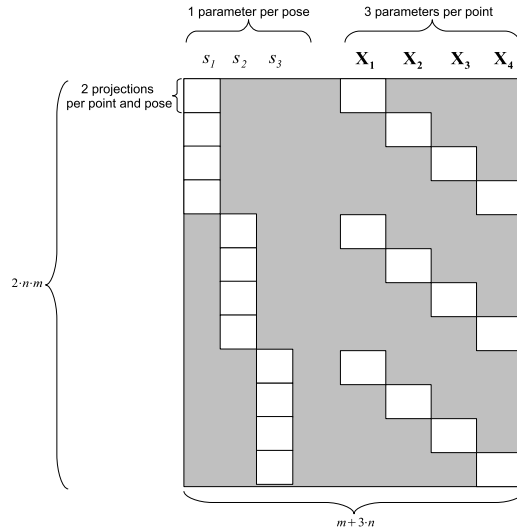 1 parameter per pose 3 parameters per point
s1 s2 s3 X1 X2 X3 X4
2 projections
per point and pose
2·n·m
m+3·n